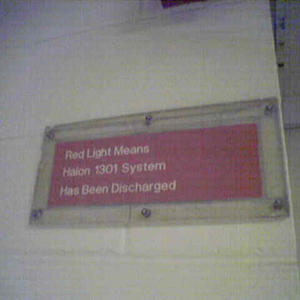 Red Light Means
Halon 1301 System
Has Been Discharged